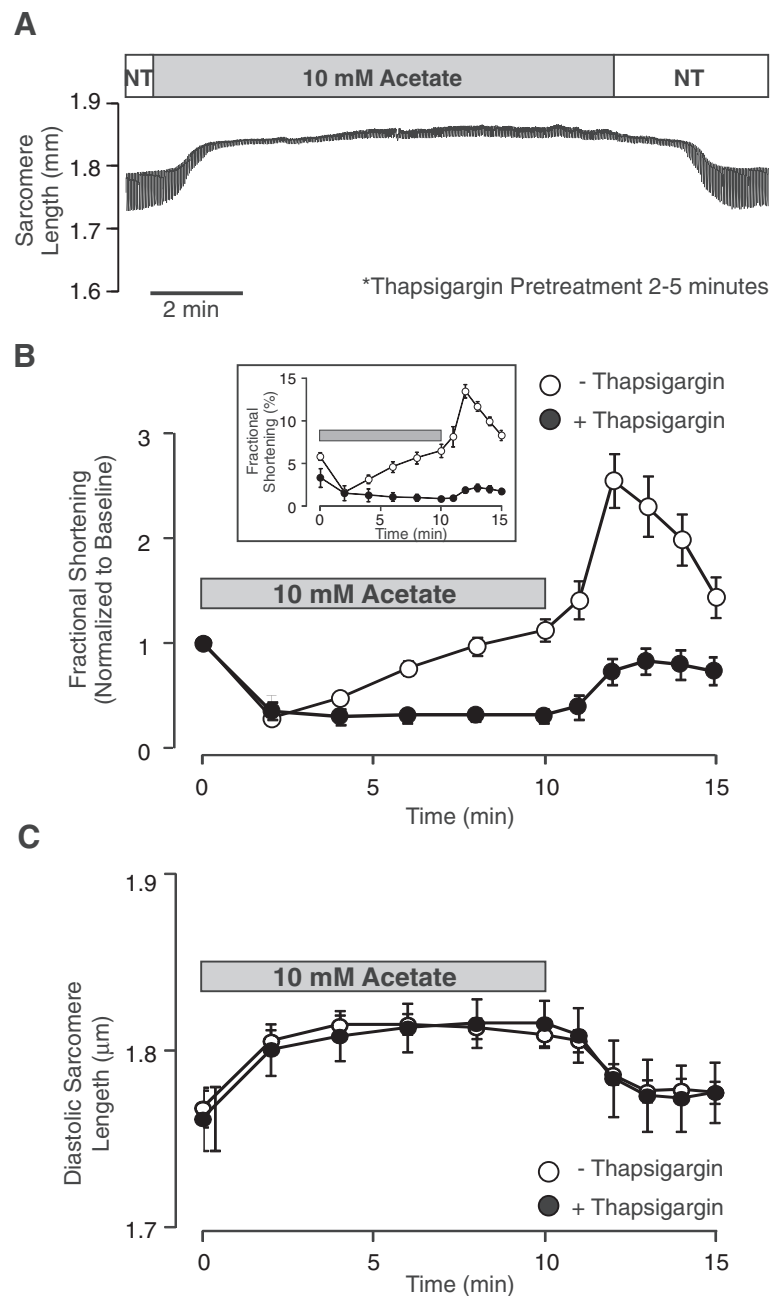 A
NT 10 mM Acetate NT
1.9
1.8
1.7
1.6
Sarcomere
Length (mm)
2 min
*Thapsigargin Pretreatment 2-5 minutes
B
- Thapsigargin
+ Thapsigargin
15
10
5
0
Fractional
Shortening (%)
0 5 10 15
Time (min)
3
2
1
0
Fractional Shortening
(Normalized to Baseline)
10 mM Acetate
0 5 10 15
Time (min)
C
1.9
1.8
1.7
Diastolic Sarcomere
Lengeth (µm)
10 mM Acetate
- Thapsigargin
+ Thapsigargin
0 5 10 15
Time (min)